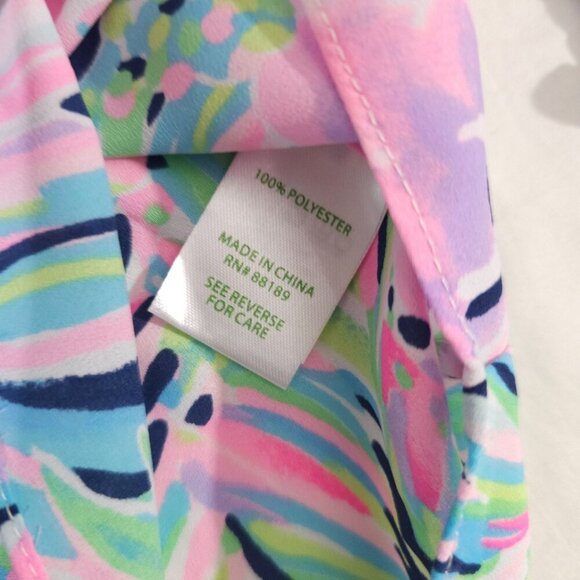 100% POLYESTER
MADE IN CHINA
RN# 88189
SEE REVERSE
FOR CARE